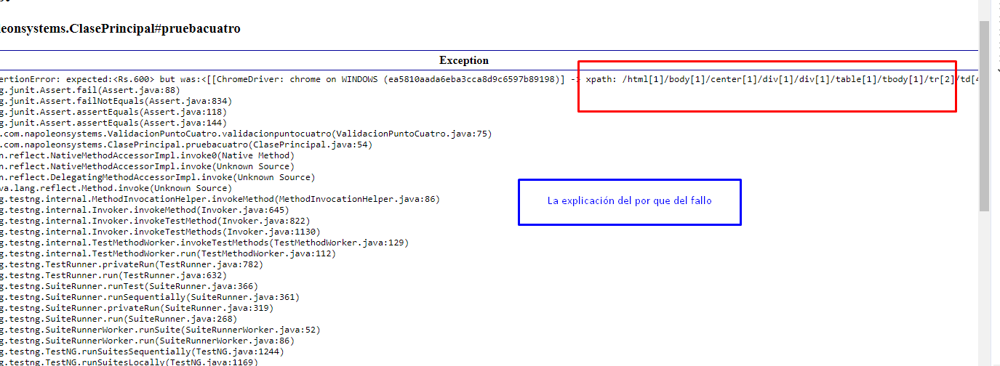 leonsystems.ClasePrincipal#pruebacuatro
Exception
ertionError: expected:<Rs.600> but was:<[[ChromeDriver: chrome on WINDOWS (ea5810aada6eba3cca8d9c6597b89198)] -> xpath: /html[1]/body[1]/center[1]/div[1]/div[1]/table[1]/tbody[1]/tr[2]/td[4
g.junit.Assert.fail(Assert.java:88)
g.junit.Assert.failNotEquals(Assert.java:834)
g.junit.Assert.assertEquals(Assert.java:118)
g.junit.Assert.assertEquals(Assert.java:144)
.com.napoleonsystems.ValidacionPuntoCuatro.validacionpuntocuatro(ValidacionPuntoCuatro.java:75)
.com.napoleonsystems.ClasePrincipal.pruebacuatro(ClasePrincipal.java:54)
n.reflect.NativeMethodAccessorImpl.invoke0(Native Method)
n.reflect.NativeMethodAccessorImpl.invoke(Unknown Source)
n.reflect.DelegatingMethodAccessorImpl.invoke(Unknown Source)
va.lang.reflect.Method.invoke(Unknown Source)
g.testng.internal.MethodInvocationHelper.invokeMethod(MethodInvocationHelper.java:86)
La explicación del por que del fallo
g.testng.internal.Invoker.invokeMethod(Invoker.java:645)
g.testng.internal.Invoker.invokeTestMethod(Invoker.java:822)
g.testng.internal.Invoker.invokeTestMethods(Invoker.java:1130)
g.testng.internal.TestMethodWorker.invokeTestMethods(TestMethodWorker.java:129)
g.testng.internal.TestMethodWorker.run(TestMethodWorker.java:112)
g.testng.TestRunner.privateRun(TestRunner.java:782)
g.testng.TestRunner.run(TestRunner.java:632)
g.testng.SuiteRunner.runTest(SuiteRunner.java:366)
g.testng.SuiteRunner.runSequentially(SuiteRunner.java:361)
g.testng.SuiteRunner.privateRun(SuiteRunner.java:319)
g.testng.SuiteRunner.run(SuiteRunner.java:268)
g.testng.SuiteRunnerWorker.runSuite(SuiteRunnerWorker.java:52)
g.testng.SuiteRunnerWorker.run(SuiteRunnerWorker.java:86)
g.testng.TestNG.runSuitesSequentially(TestNG.java:1244)
g.testng.TestNG.runSuitesLocally(TestNG.java:1169)